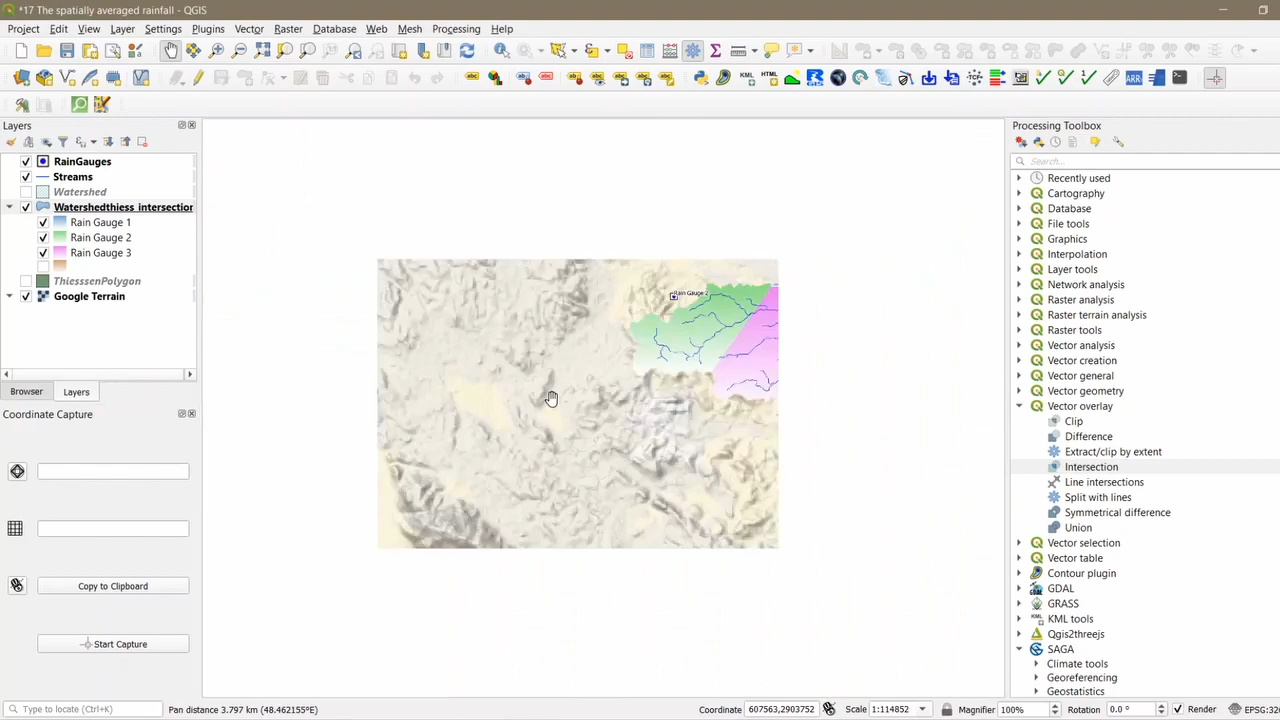 *17 The spatially averaged rainfall - QGIS
Project Edit View Layer Settings Plugins Vector Raster Database Web Mesh Processing Help
Layers
RainGauges
Streams
Watershed
Watershedthiess intersection
Rain Gauge 1
Rain Gauge 2
Rain Gauge 3
ThiesssenPolygon
Google Terrain
Browser Layers
Coordinate Capture
Copy to Clipboard
Start Capture
Rain Gauge 2
Processing Toolbox
Search...
Recently used
Cartography
Database
File tools
Graphics
Interpolation
Layer tools
Network analysis
Raster analysis
Raster terrain analysis
Raster tools
Vector analysis
Vector creation
Vector general
Vector geometry
Vector overlay
Clip
Difference
Extract/clip by extent
Intersection
Line intersections
Split with lines
Symmetrical difference
Union
Vector selection
Vector table
Contour plugin
GDAL
GRASS
KML tools
Qgis2threejs
SAGA
Climate tools
Georeferencing
Geostatistics
Type to locate (Ctrl+K) Pan distance 3.797 km (48.462155°E) Coordinate 607563,2903752 Scale 1:114852 Magnifier 100% Rotation 0.0 ° Render EPSG:32